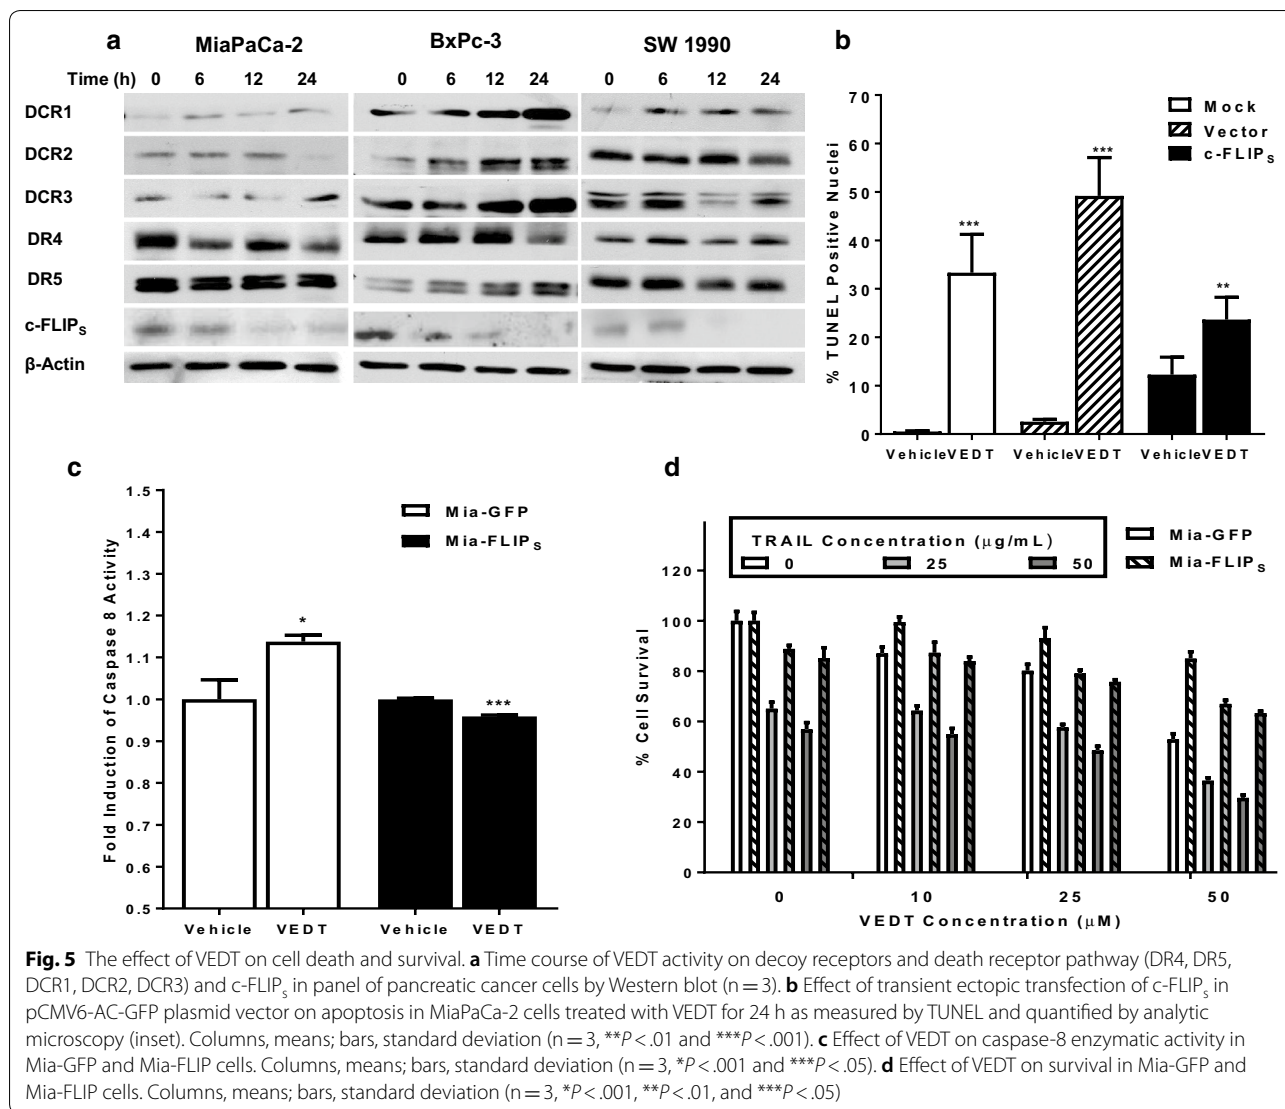 a
MiaPaCa-2
BxPc-3
SW 1990
Time (h) 0 6 12 24 0 6 12 24 0 6 12 24
DCR1
DCR2
DCR3
DR4
DR5
c-FLIPs
β-Actin
b
Mock
Vector
c-FLIPs
% TUNEL Positive Nuclei
70
60
50
40
30
20
10
0
***
***
**
Vehicle VEDT Vehicle VEDT Vehicle VEDT
c
Mia-GFP
Mia-FLIPs
Fold Induction of Caspase 8 Activity
1.5
1.4
1.3
1.2
1.1
1.0
0.9
0.8
0.7
0.6
0.5
*
***
Vehicle VEDT Vehicle VEDT
d
Mia-GFP
Mia-FLIPs
TRAIL Concentration (μg/mL)
0 25 50
% Cell Survival
120
100
80
60
40
20
0
0 10 25 50
VEDT Concentration (μM)
Fig. 5 The effect of VEDT on cell death and survival. a Time course of VEDT activity on decoy receptors and death receptor pathway (DR4, DR5,
DCR1, DCR2, DCR3) and c-FLIPs in panel of pancreatic cancer cells by Western blot (n = 3). b Effect of transient ectopic transfection of c-FLIPs in
pCMV6-AC-GFP plasmid vector on apoptosis in MiaPaCa-2 cells treated with VEDT for 24 h as measured by TUNEL and quantified by analytic
microscopy (inset). Columns, means; bars, standard deviation (n = 3, **P < .01 and ***P < .001). c Effect of VEDT on caspase-8 enzymatic activity in
Mia-GFP and Mia-FLIP cells. Columns, means; bars, standard deviation (n = 3, *P < .001 and ***P < .05). d Effect of VEDT on survival in Mia-GFP and
Mia-FLIP cells. Columns, means; bars, standard deviation (n = 3, *P < .001, **P < .01, and ***P < .05)